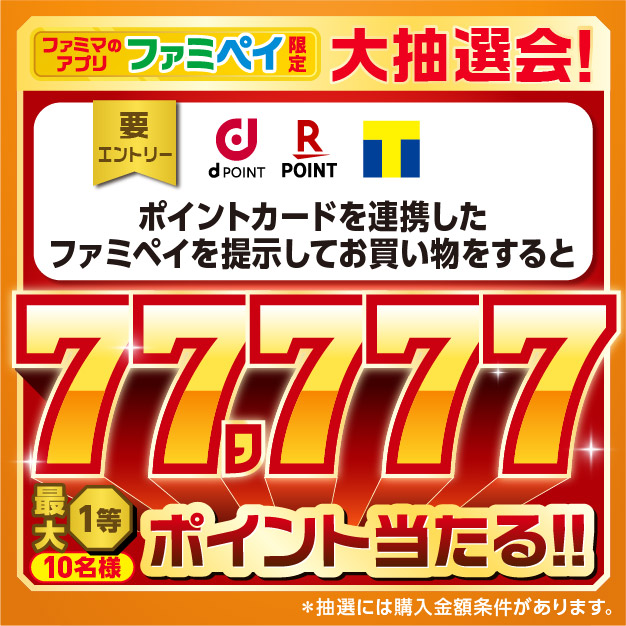 ファミマのアプリ ファミペイ 限定 大抽選会!
要エントリー
d POINT
R POINT
T
ポイントカードを連携した
ファミペイを提示してお買い物をすると
77,777
最大 1等 10名様
ポイント当たる!!
*抽選には購入金額条件があります。